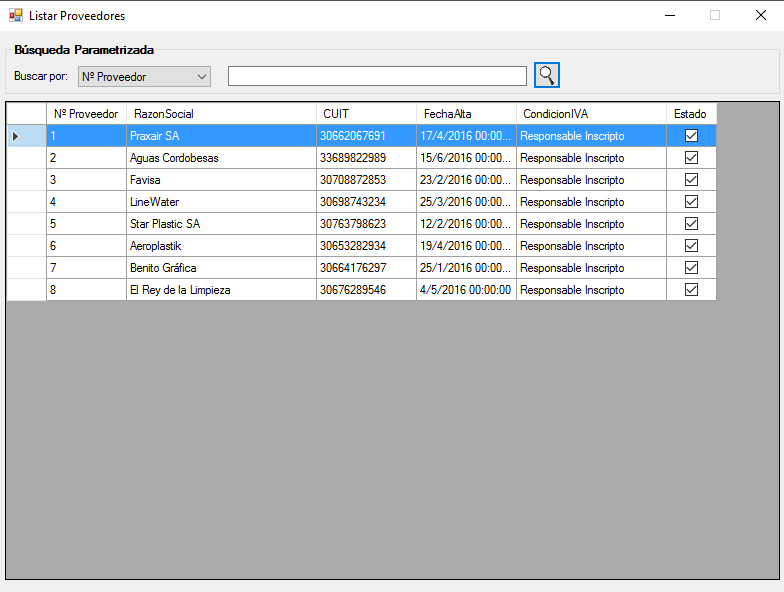 Listar Proveedores
Búsqueda Parametrizada
Buscar por: Nº Proveedor
Nº Proveedor RazonSocial CUIT FechaAlta CondicionIVA Estado
1 Praxair SA 30662067691 17/4/2016 00:00... Responsable Inscripto
2 Aguas Cordobesas 33689822989 15/6/2016 00:00... Responsable Inscripto
3 Favisa 30708872853 23/2/2016 00:00... Responsable Inscripto
4 LineWater 30698743234 25/3/2016 00:00... Responsable Inscripto
5 Star Plastic SA 30763798623 12/2/2016 00:00... Responsable Inscripto
6 Aeroplastik 30653282934 19/4/2016 00:00... Responsable Inscripto
7 Benito Gráfica 30664176297 25/1/2016 00:00... Responsable Inscripto
8 El Rey de la Limpieza 30676289546 4/5/2016 00:00:00 Responsable Inscripto